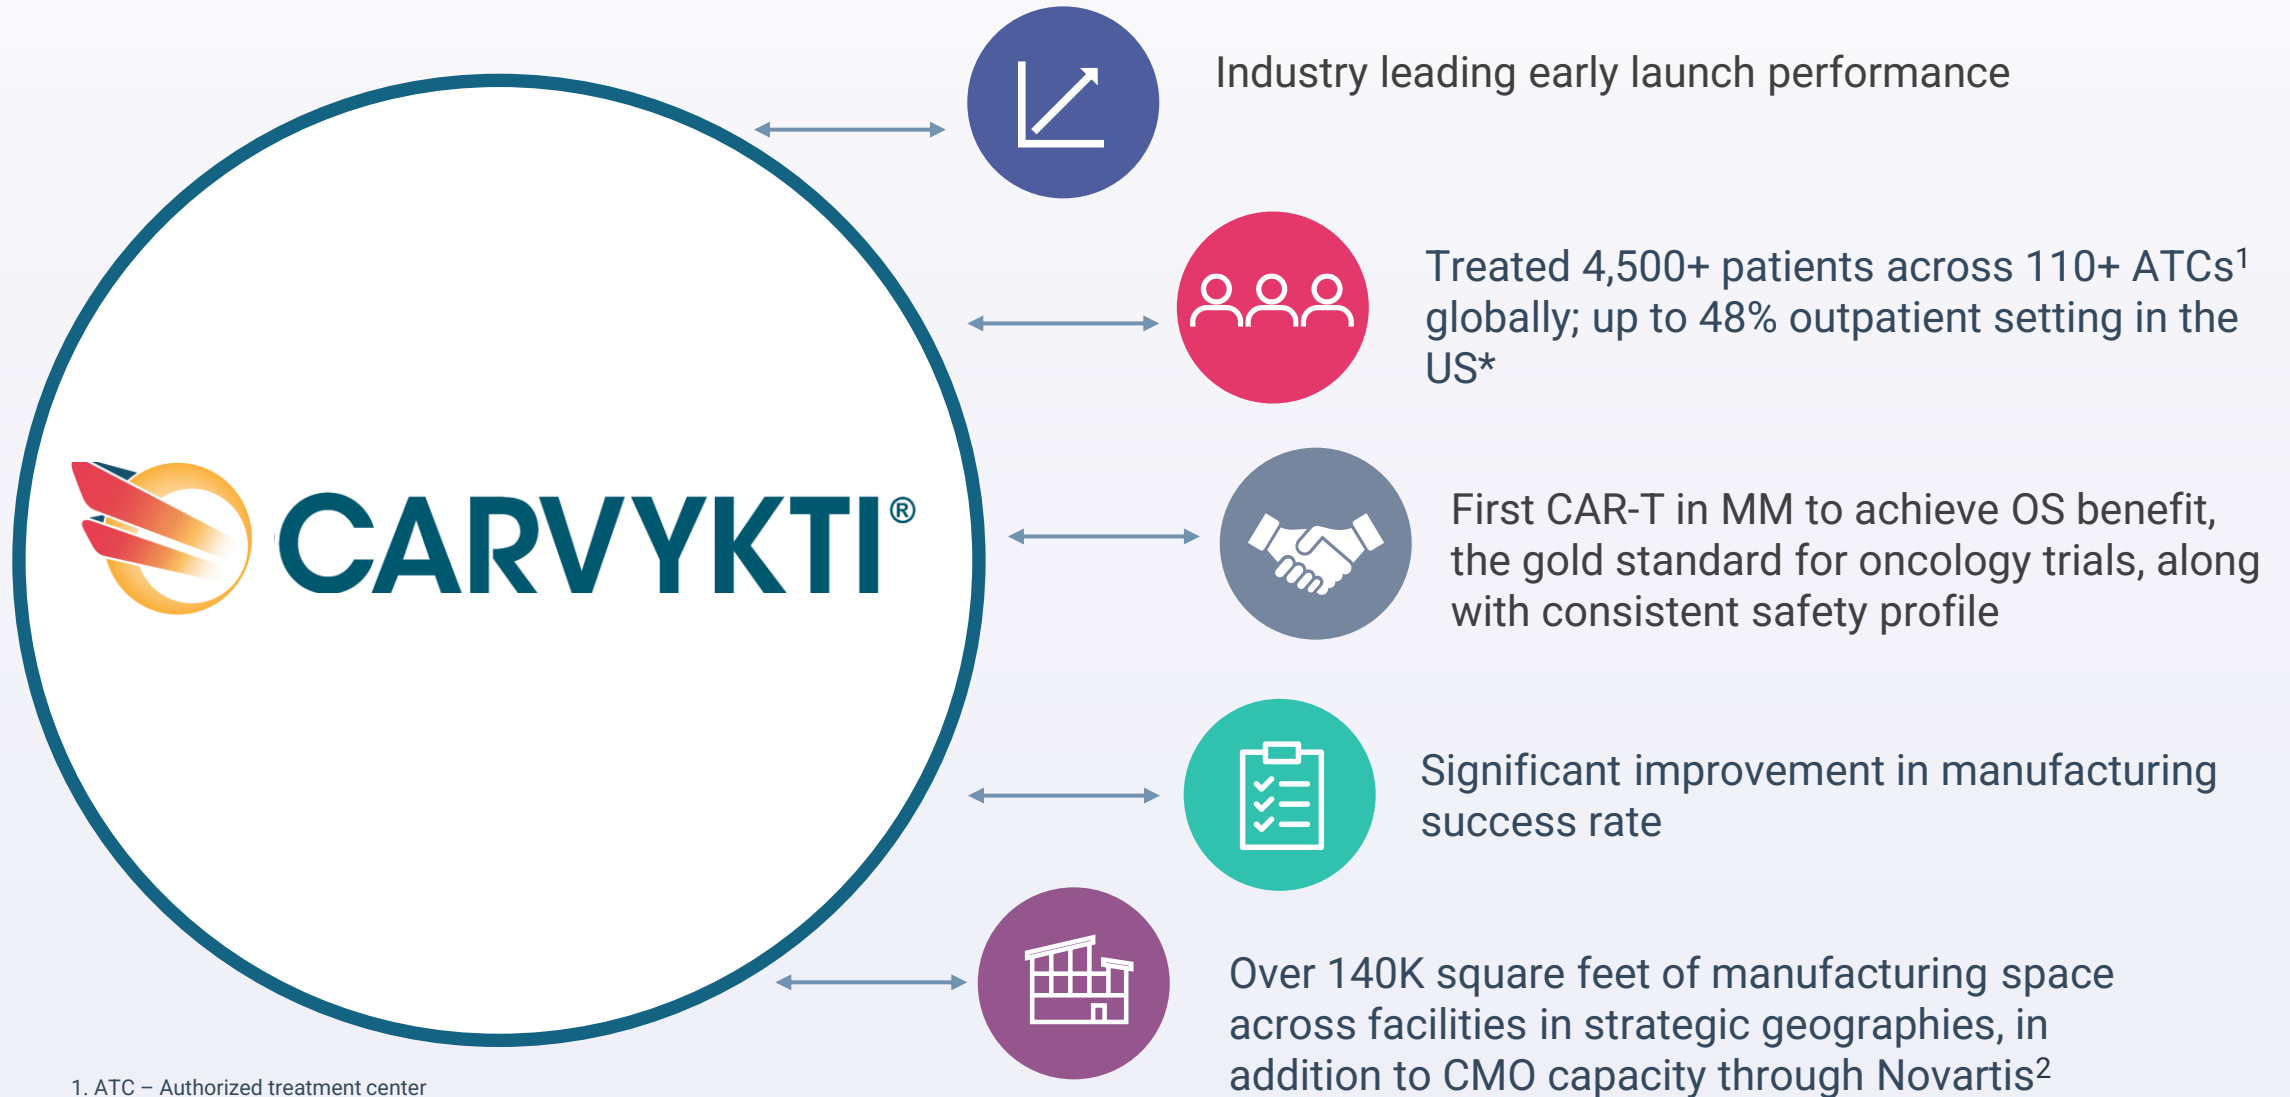 Industry leading early launch performance
Treated 4,500+ patients across 110+ ATCs¹
globally; up to 48% outpatient setting in the
US*
CARVYKTI®
First CAR-T in MM to achieve OS benefit,
the gold standard for oncology trials, along
with consistent safety profile
Significant improvement in manufacturing
success rate
Over 140K square feet of manufacturing space
across facilities in strategic geographies, in
addition to CMO capacity through Novartis²
1. ATC – Authorized treatment center